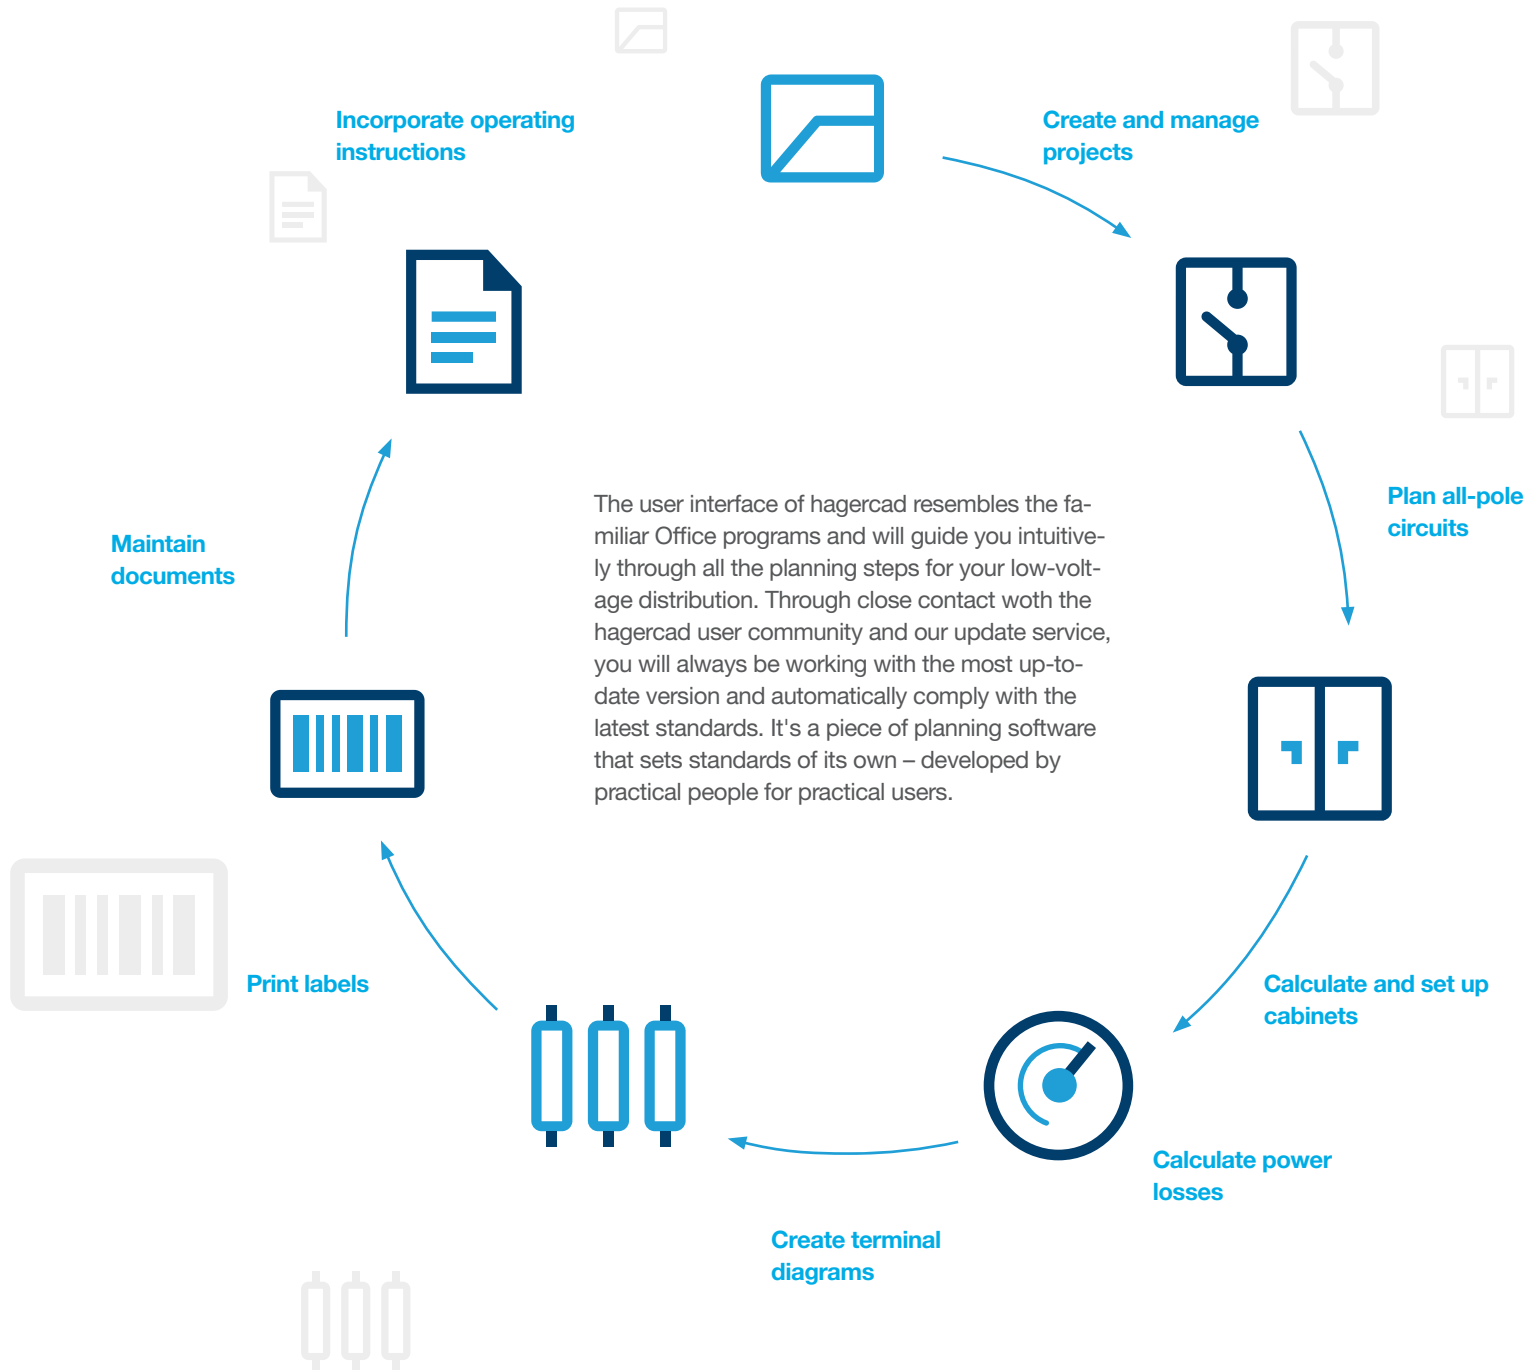 Incorporate operating
instructions
Create and manage
projects
Plan all-pole
circuits
The user interface of hagercad resembles the fa-
miliar Office programs and will guide you intuitive-
ly through all the planning steps for your low-volt-
age distribution. Through close contact woth the
hagercad user community and our update service,
you will always be working with the most up-to-
date version and automatically comply with the
latest standards. It's a piece of planning software
that sets standards of its own – developed by
practical people for practical users.
Maintain
documents
Print labels
Calculate and set up
cabinets
Calculate power
losses
Create terminal
diagrams